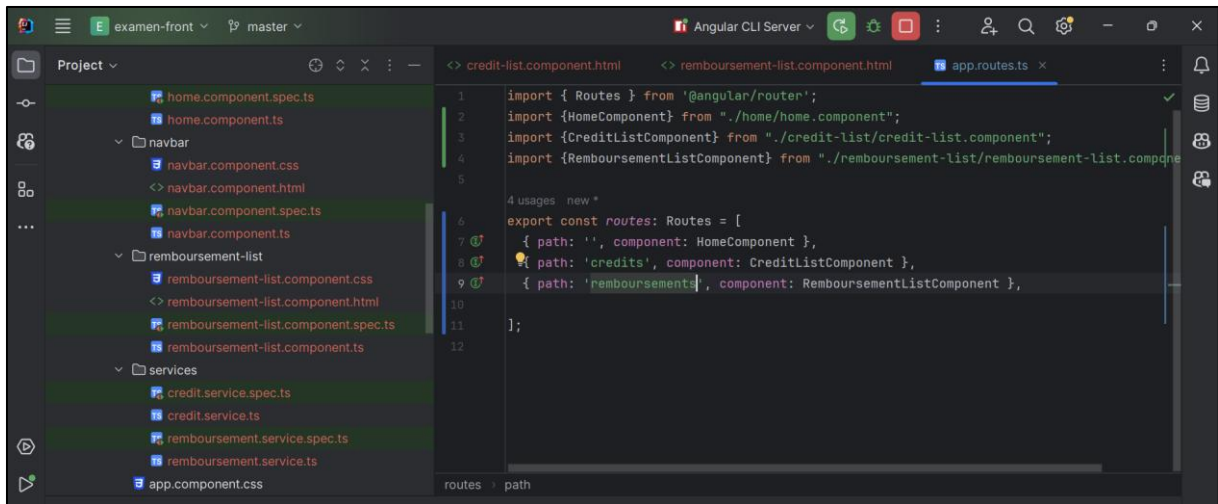 E examen-front master Angular CLI Server
Project
home.component.spec.ts
home.component.ts
navbar
navbar.component.css
navbar.component.html
navbar.component.spec.ts
navbar.component.ts
remboursement-list
remboursement-list.component.css
remboursement-list.component.html
remboursement-list.component.spec.ts
remboursement-list.component.ts
services
credit.service.spec.ts
credit.service.ts
remboursement.service.spec.ts
remboursement.service.ts
app.component.css
credit-list.component.html remboursement-list.component.html app.routes.ts
1 import { Routes } from '@angular/router';
2 import {HomeComponent} from "./home/home.component";
3 import {CreditListComponent} from "./credit-list/credit-list.component";
4 import {RemboursementListComponent} from "./remboursement-list/remboursement-list.compone
5
4 usages new *
6 export const routes: Routes = [
7 { path: '', component: HomeComponent },
8 { path: 'credits', component: CreditListComponent },
9 { path: 'remboursements', component: RemboursementListComponent },
10
11 ];
12
routes > path